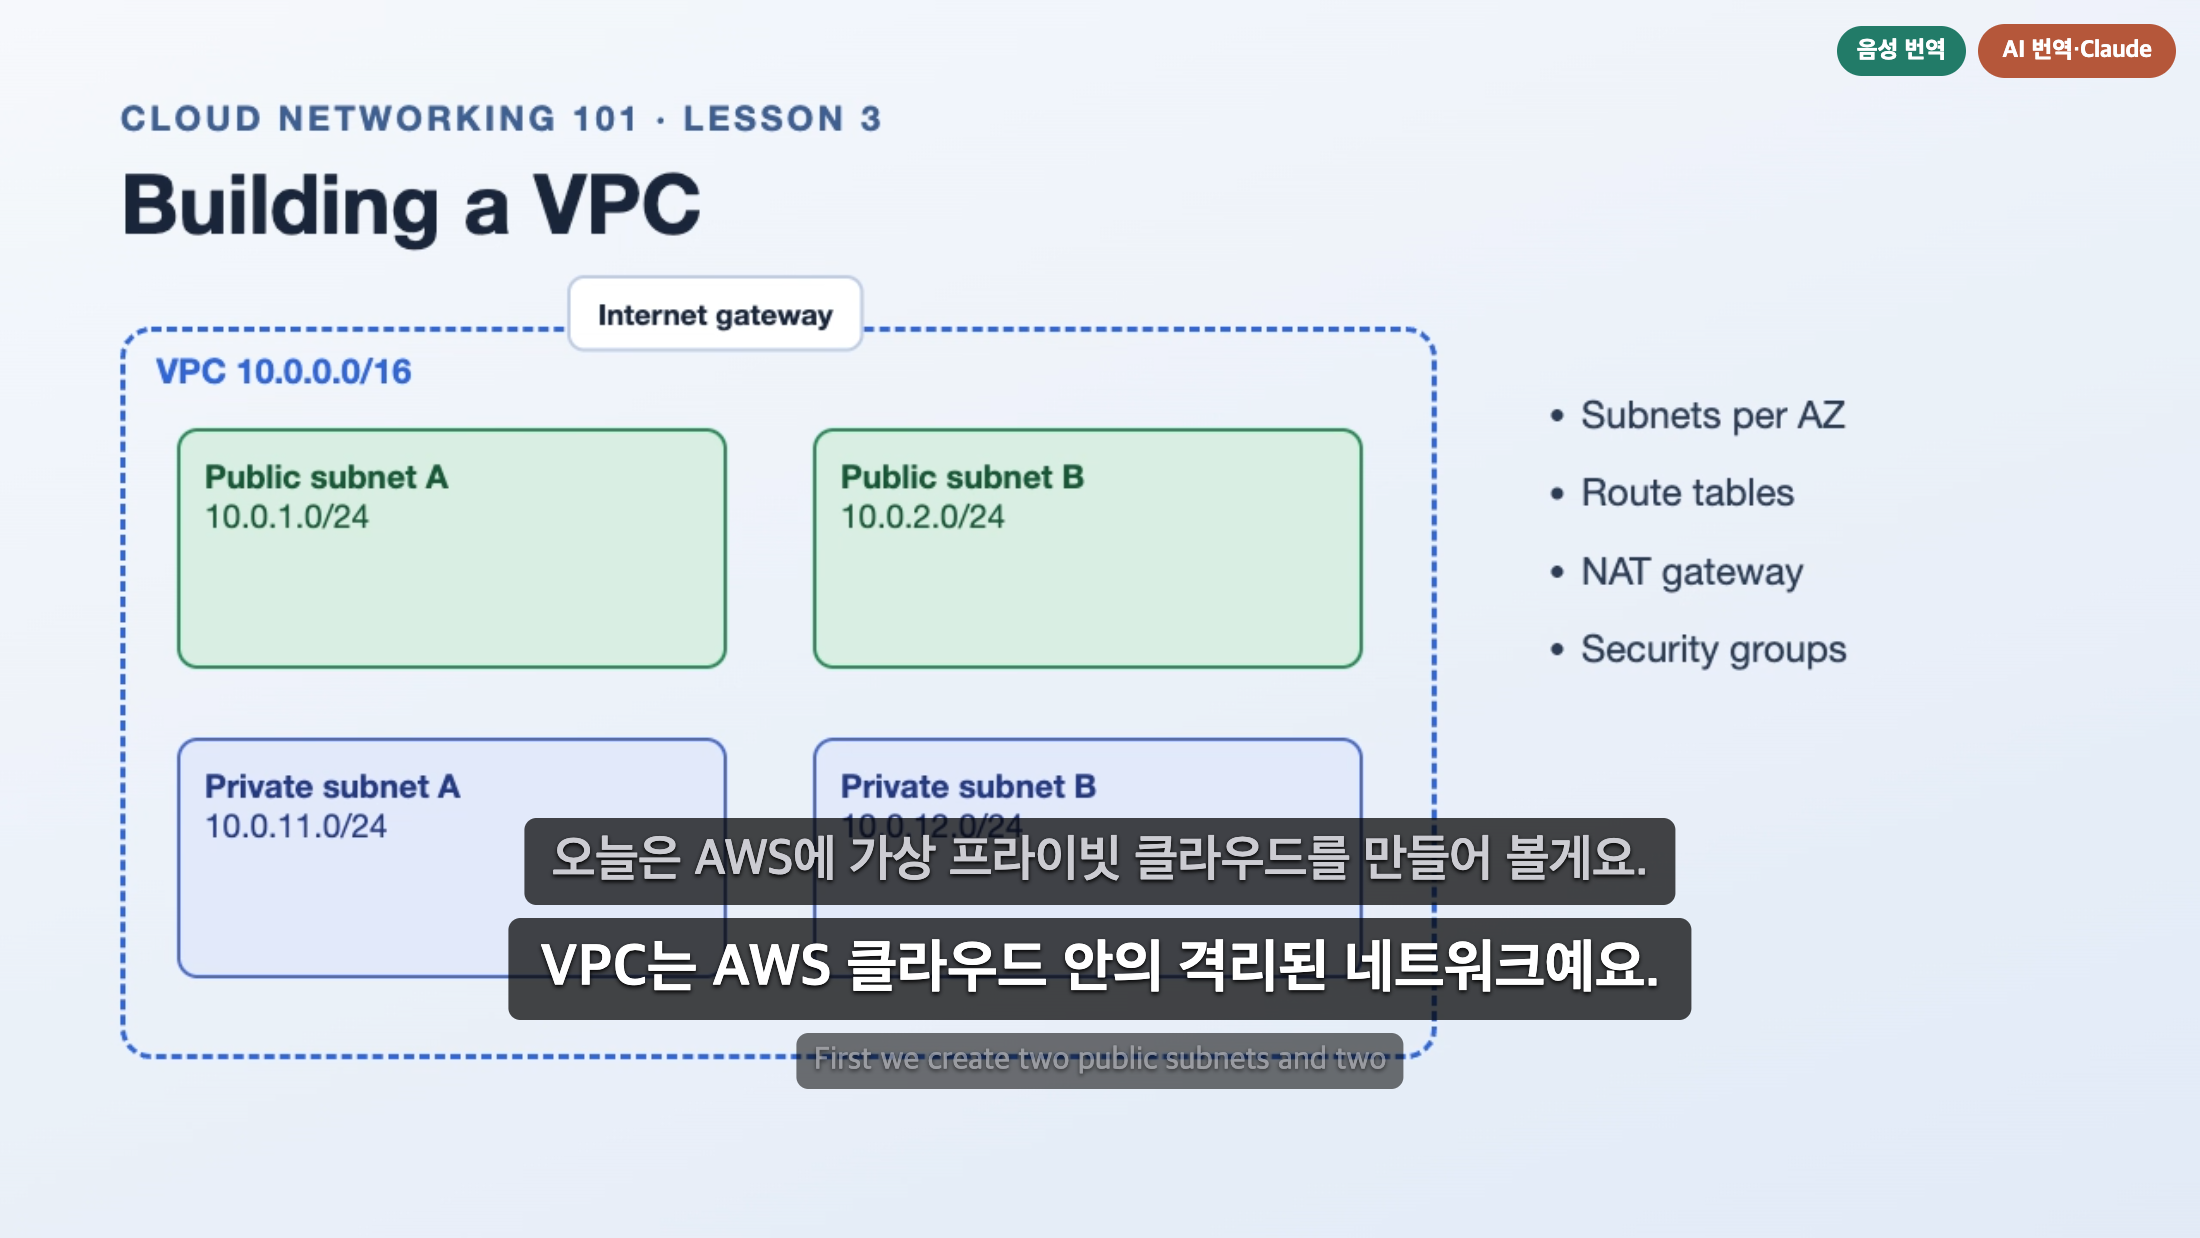 음성 번역
AI 번역·Claude
CLOUD NETWORKING 101 · LESSON 3
Building a VPC
Internet gateway
VPC 10.0.0.0/16
Public subnet A
10.0.1.0/24
Public subnet B
10.0.2.0/24
Private subnet A
10.0.11.0/24
Private subnet B
10.0.12.0/24
• Subnets per AZ
• Route tables
• NAT gateway
• Security groups
오늘은 AWS에 가상 프라이빗 클라우드를 만들어 볼게요.
VPC는 AWS 클라우드 안의 격리된 네트워크예요.
First we create two public subnets and two